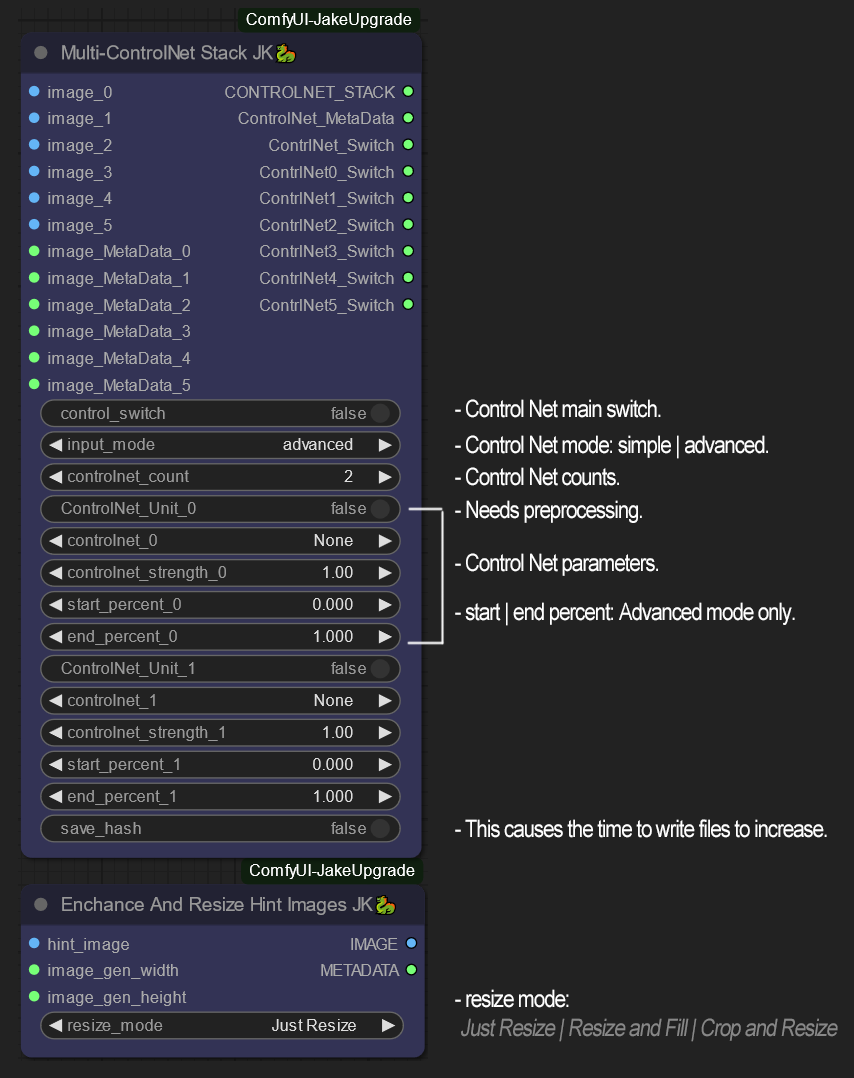 ComfyUI-JakeUpgrade
Multi-ControlNet Stack JK🐉
image_0 CONTROLNET_STACK
image_1 ControlNet_MetaData
image_2 ContrlNet_Switch
image_3 ContrlNet0_Switch
image_4 ContrlNet1_Switch
image_5 ContrlNet2_Switch
image_MetaData_0 ContrlNet3_Switch
image_MetaData_1 ContrlNet4_Switch
image_MetaData_2 ContrlNet5_Switch
image_MetaData_3
image_MetaData_4
image_MetaData_5
control_switch false - Control Net main switch.
input_mode advanced - Control Net mode: simple | advanced.
controlnet_count 2 - Control Net counts.
ControlNet_Unit_0 false - Needs preprocessing.
controlnet_0 None
- Control Net parameters.
controlnet_strength_0 1.00
start_percent_0 0.000 - start | end percent: Advanced mode only.
end_percent_0 1.000
ControlNet_Unit_1 false
controlnet_1 None
controlnet_strength_1 1.00
start_percent_1 0.000
end_percent_1 1.000
save_hash false - This causes the time to write files to increase.
ComfyUI-JakeUpgrade
Enchance And Resize Hint Images JK🐉
hint_image IMAGE
image_gen_width METADATA
image_gen_height - resize mode:
resize_mode Just Resize Just Resize | Resize and Fill | Crop and Resize